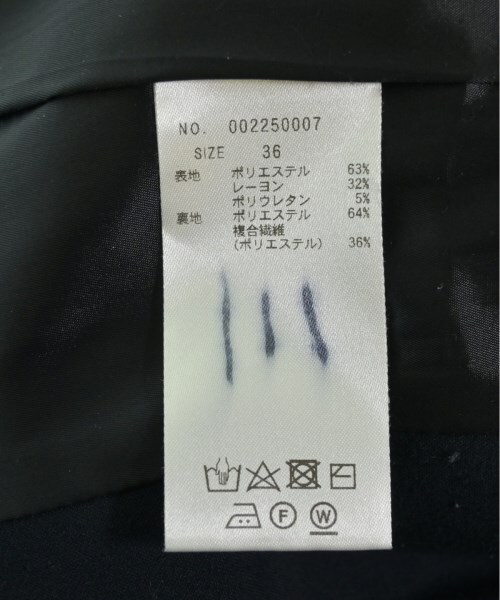 NO. 002250007
SIZE 36
表地 ポリエステル 63%
レーヨン 32%
ポリウレタン 5%
裏地 ポリエステル 64%
複合繊維
(ポリエステル) 36%
F W